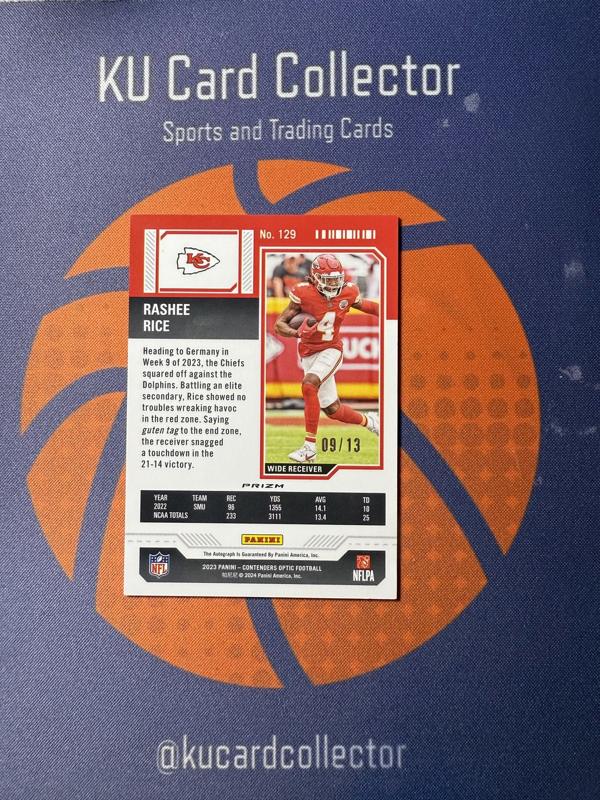 KU Card Collector
Sports and Trading Cards
No. 129
KC
RASHEE
RICE
Heading to Germany in
Week 9 of 2023, the Chiefs
squared off against the
Dolphins. Battling an elite
secondary, Rice showed no
troubles wreaking havoc
in the red zone. Saying
guten tag to the end zone,
the receiver snagged
a touchdown in the
21-14 victory.
4
09/13
WIDE RECEIVER
PRIZM
YEAR TEAM REC YDS AVG TD
2022 SMU 96 1355 14.1 10
NCAA TOTALS 233 3111 13.4 25
PANINI
The Autograph Is Guaranteed By Panini America, Inc.
NFL
2023 PANINI – CONTENDERS OPTIC FOOTBALL
帕尼尼 © 2024 Panini America, Inc.
NFLPA
@kucardcollector